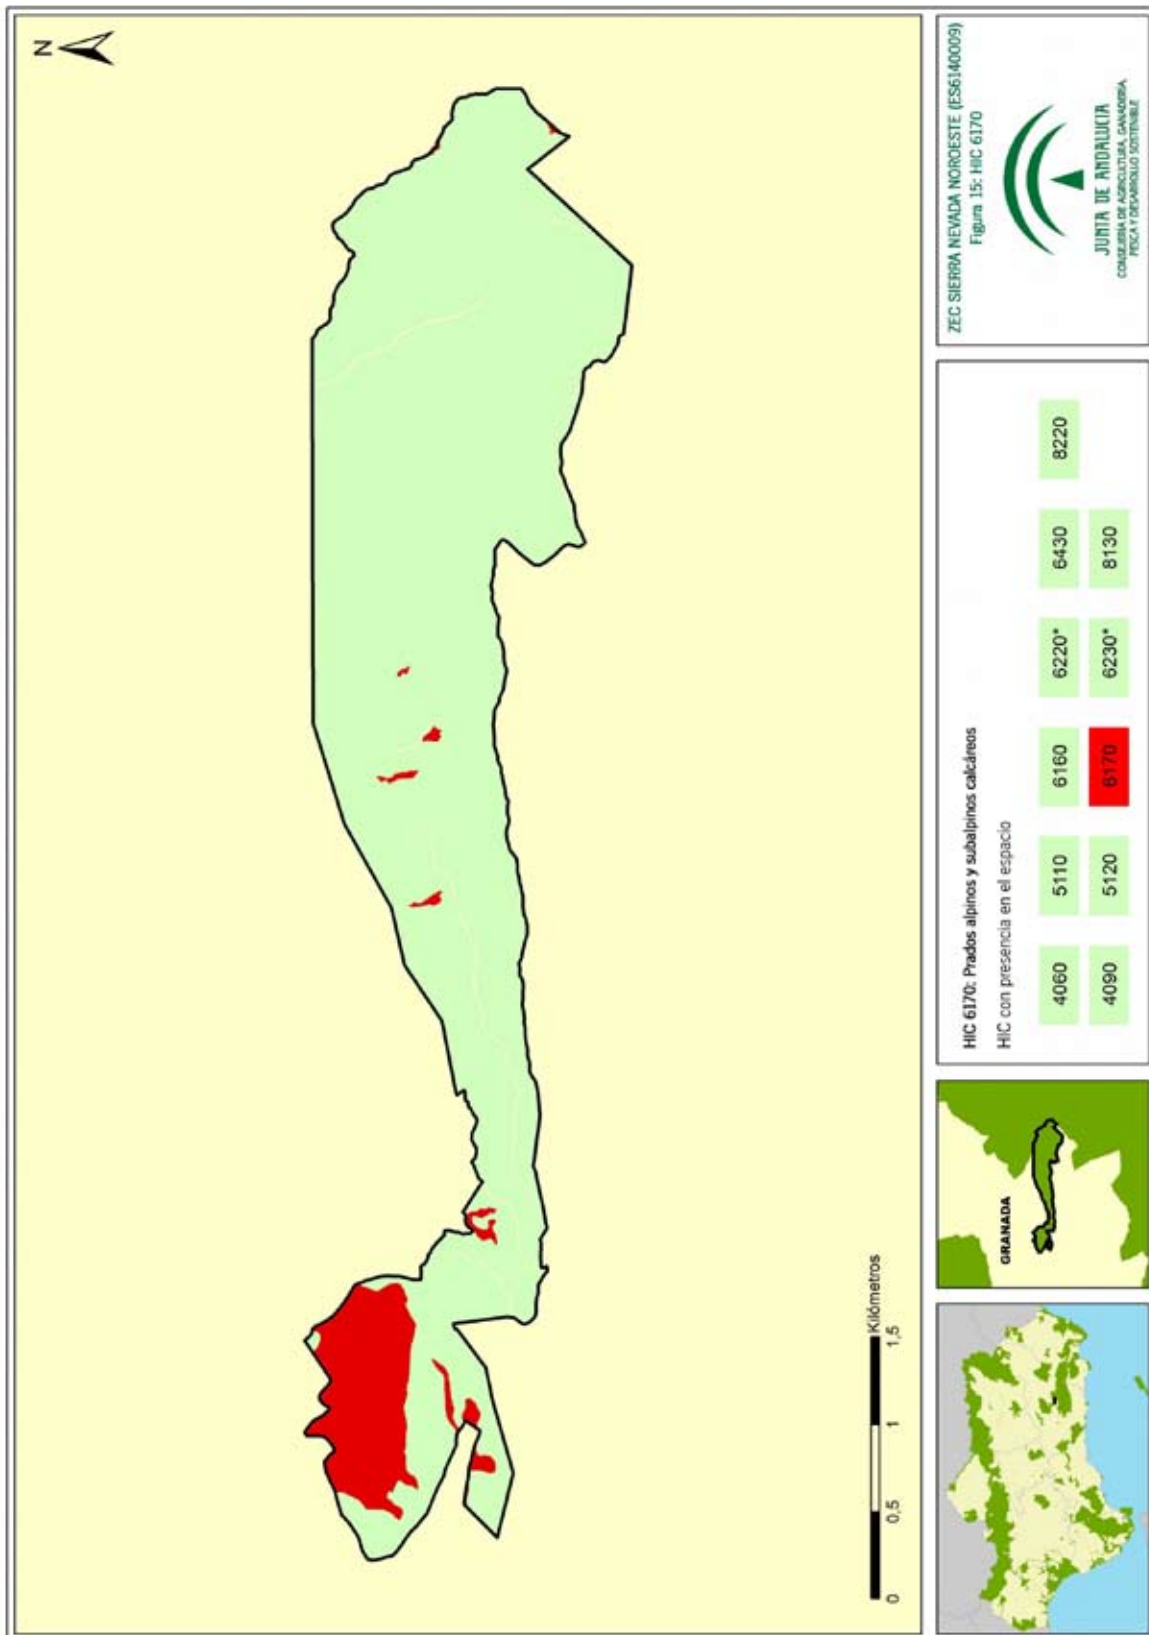 N
Kilómetros
0
0,5
1
1,5
GRANADA
HIC 6170: Prados alpinos y subalpinos calcáreos
HIC con presencia en el espacio
4060
5110
6160
6220*
6430
8220
4090
5120
6170
6230*
8130
ZEC SIERRA NEVADA NOROESTE (ES6140009)
Figura 15: HIC 6170
JUNTA DE ANDALUCIA
CONSEJERÍA DE AGRICULTURA, GANADERÍA,
PESCA Y DESARROLLO SOSTENIBLE